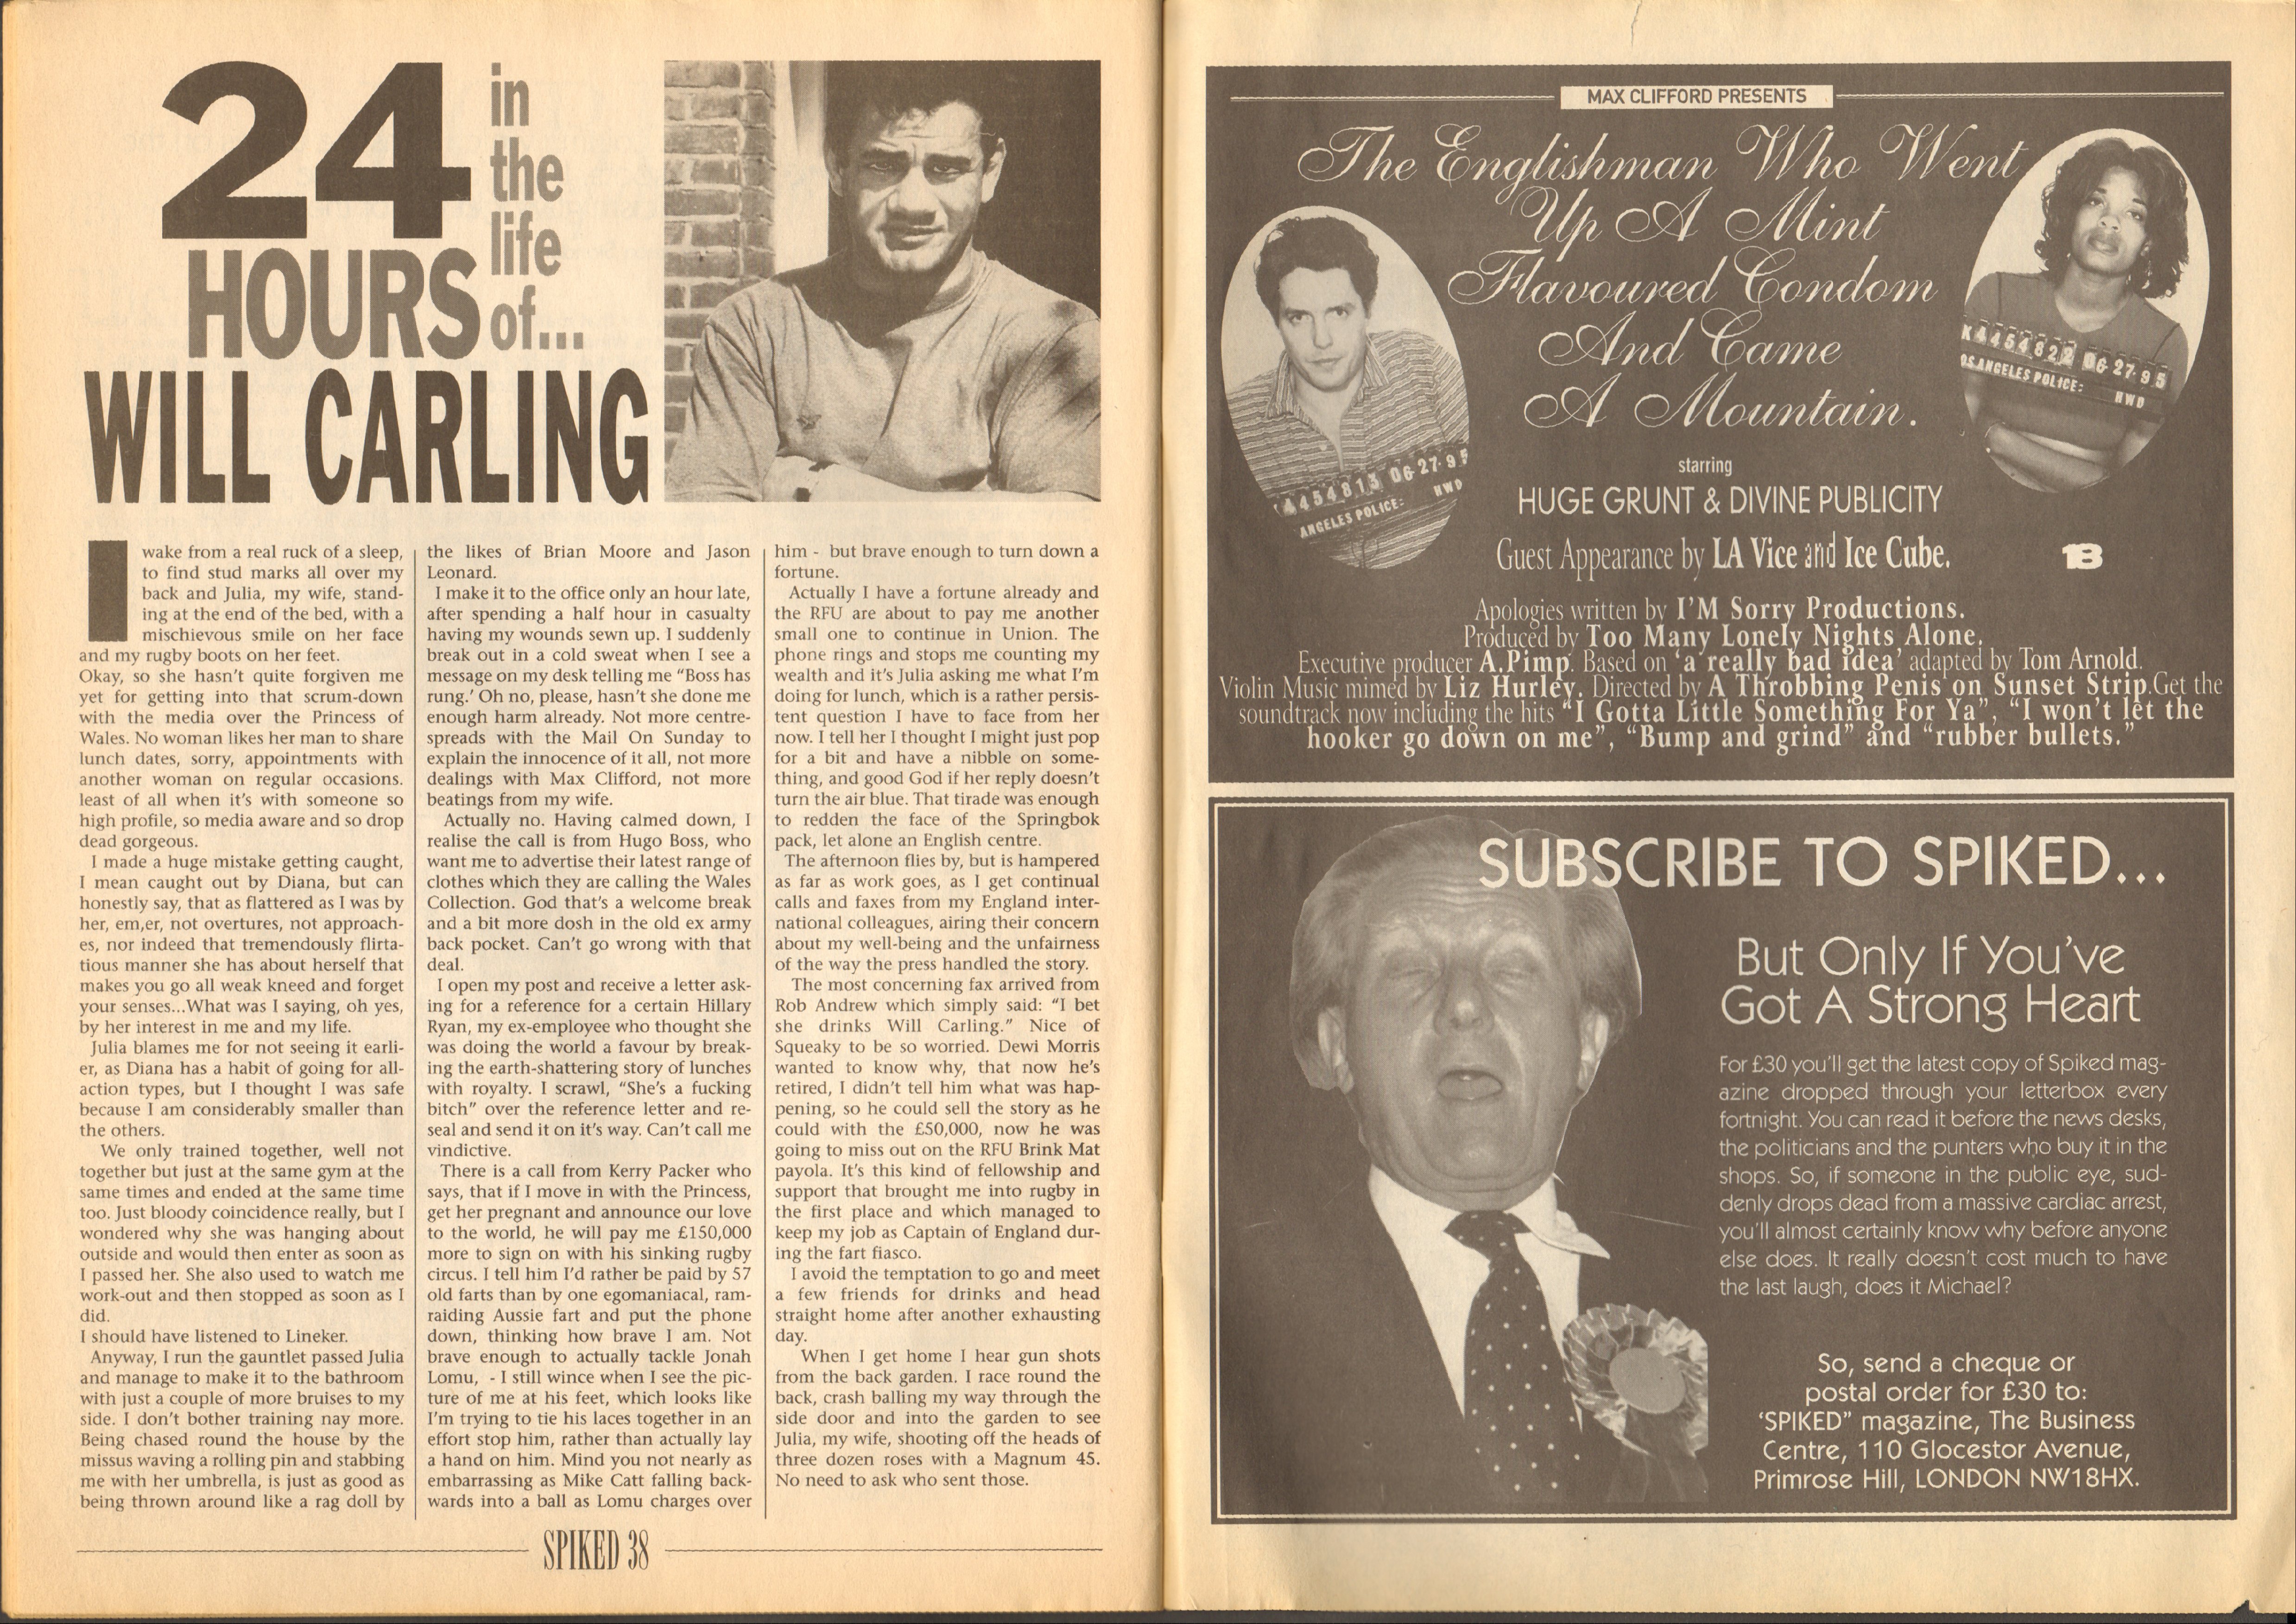 24
HOURS
in
the
life
of...
WILL CARLING
I wake from a real ruck of a sleep,
to find stud marks all over my
back and Julia, my wife, stand-
ing at the end of the bed, with a
mischievous smile on her face
and my rugby boots on her feet.
Okay, so she hasn't quite forgiven me
yet for getting into that scrum-down
with the media over the Princess of
Wales. No woman likes her man to share
lunch dates, sorry, appointments with
another woman on regular occasions.
least of all when it's with someone so
high profile, so media aware and so drop
dead gorgeous.
I made a huge mistake getting caught,
I mean caught out by Diana, but can
honestly say, that as flattered as I was by
her, em,er, not overtures, not approach-
es, nor indeed that tremendously flirta-
tious manner she has about herself that
makes you go all weak kneed and forget
your senses...What was I saying, oh yes,
by her interest in me and my life.
Julia blames me for not seeing it earli-
er, as Diana has a habit of going for all-
action types, but I thought I was safe
because I am considerably smaller than
the others.
We only trained together, well not
together but just at the same gym at the
same times and ended at the same time
too. Just bloody coincidence really, but I
wondered why she was hanging about
outside and would then enter as soon as
I passed her. She also used to watch me
work-out and then stopped as soon as I
did.
I should have listened to Lineker.
Anyway, I run the gauntlet passed Julia
and manage to make it to the bathroom
with just a couple of more bruises to my
side. I don't bother training nay more.
Being chased round the house by the
missus waving a rolling pin and stabbing
me with her umbrella, is just as good as
being thrown around like a rag doll by
the likes of Brian Moore and Jason
Leonard.
I make it to the office only an hour late,
after spending a half hour in casualty
having my wounds sewn up. I suddenly
break out in a cold sweat when I see a
message on my desk telling me "Boss has
rung.' Oh no, please, hasn't she done me
enough harm already. Not more centre-
spreads with the Mail On Sunday to
explain the innocence of it all, not more
dealings with Max Clifford, not more
beatings from my wife.
Actually no. Having calmed down, I
realise the call is from Hugo Boss, who
want me to advertise their latest range of
clothes which they are calling the Wales
Collection. God that's a welcome break
and a bit more dosh in the old ex army
back pocket. Can't go wrong with that
deal.
I open my post and receive a letter ask-
ing for a reference for a certain Hillary
Ryan, my ex-employee who thought she
was doing the world a favour by break-
ing the earth-shattering story of lunches
with royalty. I scrawl, "She's a fucking
bitch" over the reference letter and re-
seal and send it on it's way. Can't call me
vindictive.
There is a call from Kerry Packer who
says, that if I move in with the Princess,
get her pregnant and announce our love
to the world, he will pay me £150,000
more to sign on with his sinking rugby
circus. I tell him I'd rather be paid by 57
old farts than by one egomaniacal, ram-
raiding Aussie fart and put the phone
down, thinking how brave I am. Not
brave enough to actually tackle Jonah
Lomu, - I still wince when I see the pic-
ture of me at his feet, which looks like
I'm trying to tie his laces together in an
effort stop him, rather than actually lay
a hand on him. Mind you not nearly as
embarrassing as Mike Catt falling back-
wards into a ball as Lomu charges over
him - but brave enough to turn down a
fortune.
Actually I have a fortune already and
the RFU are about to pay me another
small one to continue in Union. The
phone rings and stops me counting my
wealth and it's Julia asking me what I'm
doing for lunch, which is a rather persis-
tent question I have to face from her
now. I tell her I thought I might just pop
for a bit and have a nibble on some-
thing, and good God if her reply doesn't
turn the air blue. That tirade was enough
to redden the face of the Springbok
pack, let alone an English centre.
The afternoon flies by, but is hampered
as far as work goes, as I get continual
calls and faxes from my England inter-
national colleagues, airing their concern
about my well-being and the unfairness
of the way the press handled the story.
The most concerning fax arrived from
Rob Andrew which simply said: "I bet
she drinks Will Carling." Nice of
Squeaky to be so worried. Dewi Morris
wanted to know why, that now he's
retired, I didn't tell him what was hap-
pening, so he could sell the story as he
could with the £50,000, now he was
going to miss out on the RFU Brink Mat
payola. It's this kind of fellowship and
support that brought me into rugby in
the first place and which managed to
keep my job as Captain of England dur-
ing the fart fiasco.
I avoid the temptation to go and meet
a few friends for drinks and head
straight home after another exhausting
day.
When I get home I hear gun shots
from the back garden. I race round the
back, crash balling my way through the
side door and into the garden to see
Julia, my wife, shooting off the heads of
three dozen roses with a Magnum 45.
No need to ask who sent those.
SPIKED 38
MAX CLIFFORD PRESENTS
The Englishman Who Went
Up A Mint
Flavoured Condom
And Came
A Mountain.
4454813 06-27-95
ANGELES POLICE: HWD
K4454822 06-27-95
OS ANGELES POLICE:
HWD
starring
HUGE GRUNT & DIVINE PUBLICITY
Guest Appearance by LA Vice and Ice Cube.
18
Apologies written by I'M Sorry Productions.
Produced by Too Many Lonely Nights Alone.
Executive producer A.Pimp. Based on 'a really bad idea' adapted by Tom Arnold.
Violin Music mimed by Liz Hurley. Directed by A Throbbing Penis on Sunset Strip.Get the
soundtrack now including the hits "I Gotta Little Something For Ya", "I won't let the
hooker go down on me", "Bump and grind" and "rubber bullets."
SUBSCRIBE TO SPIKED...
But Only If You've
Got A Strong Heart
For £30 you'll get the latest copy of Spiked mag-
azine dropped through your letterbox every
fortnight. You can read it before the news desks,
the politicians and the punters who buy it in the
shops. So, if someone in the public eye, sud-
denly drops dead from a massive cardiac arrest,
you'll almost certainly know why before anyone
else does. It really doesn't cost much to have
the last laugh, does it Michael?
So, send a cheque or
postal order for £30 to:
'SPIKED" magazine, The Business
Centre, 110 Glocestor Avenue,
Primrose Hill, LONDON NW18HX.